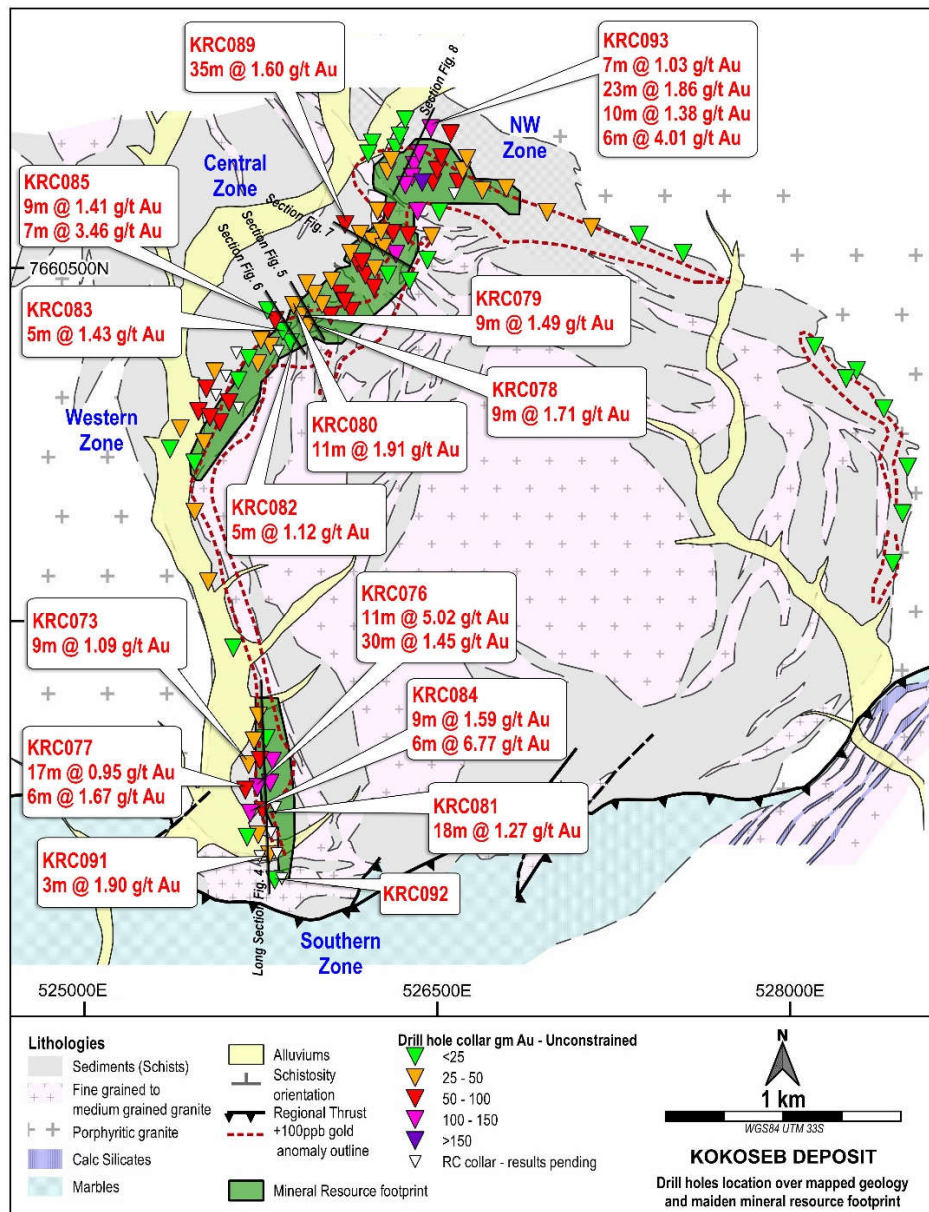 KRC089
35m @ 1.60 g/t Au
Section Fig. 8
KRC093
7m @ 1.03 g/t Au
23m @ 1.86 g/t Au
10m @ 1.38 g/t Au
6m @ 4.01 g/t Au
NW
Zone
Central
Zone
KRC085
9m @ 1.41 g/t Au
7m @ 3.46 g/t Au
Section Fig. 7
Section Fig. 5
Section Fig. 6
7660500N
KRC083
5m @ 1.43 g/t Au
KRC079
9m @ 1.49 g/t Au
KRC078
9m @ 1.71 g/t Au
Western
Zone
KRC080
11m @ 1.91 g/t Au
KRC082
5m @ 1.12 g/t Au
KRC076
11m @ 5.02 g/t Au
30m @ 1.45 g/t Au
KRC073
9m @ 1.09 g/t Au
KRC084
9m @ 1.59 g/t Au
6m @ 6.77 g/t Au
KRC077
17m @ 0.95 g/t Au
6m @ 1.67 g/t Au
KRC081
18m @ 1.27 g/t Au
KRC091
3m @ 1.90 g/t Au
KRC092
Long Section Fig. 4
Southern
Zone
525000E
526500E
528000E
Lithologies
Sediments (Schists)
Fine grained to
medium grained granite
Porphyritic granite
Calc Silicates
Marbles
Alluviums
Schistosity
orientation
Regional Thrust
+100ppb gold
anomaly outline
Mineral Resource footprint
Drill hole collar gm Au - Unconstrained
<25
25 - 50
50 - 100
100 - 150
>150
RC collar - results pending
N
1 km
WGS84 UTM 33S
KOKOSEB DEPOSIT
Drill holes location over mapped geology
and maiden mineral resource footprint